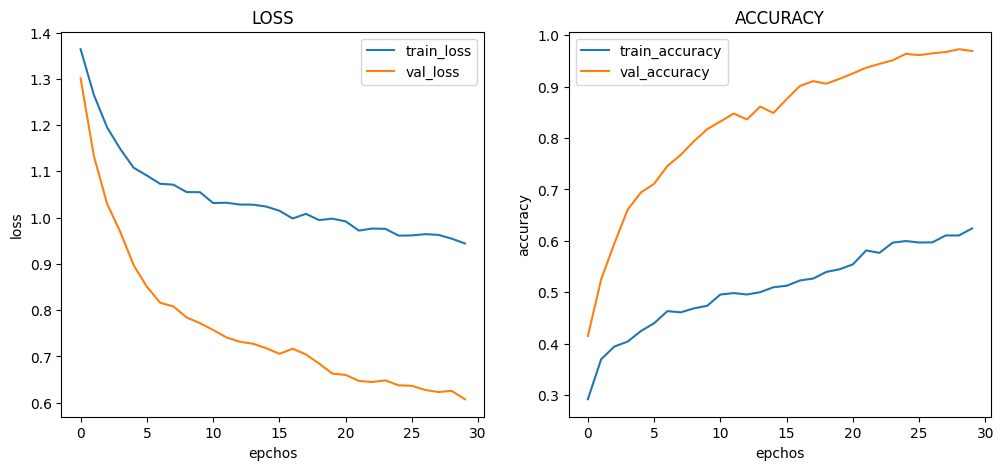 LOSS
train_loss
val_loss
loss
1.4
1.3
1.2
1.1
1.0
0.9
0.8
0.7
0.6
0 5 10 15 20 25 30
epchos
ACCURACY
train_accuracy
val_accuracy
accuracy
1.0
0.9
0.8
0.7
0.6
0.5
0.4
0.3
0 5 10 15 20 25 30
epchos